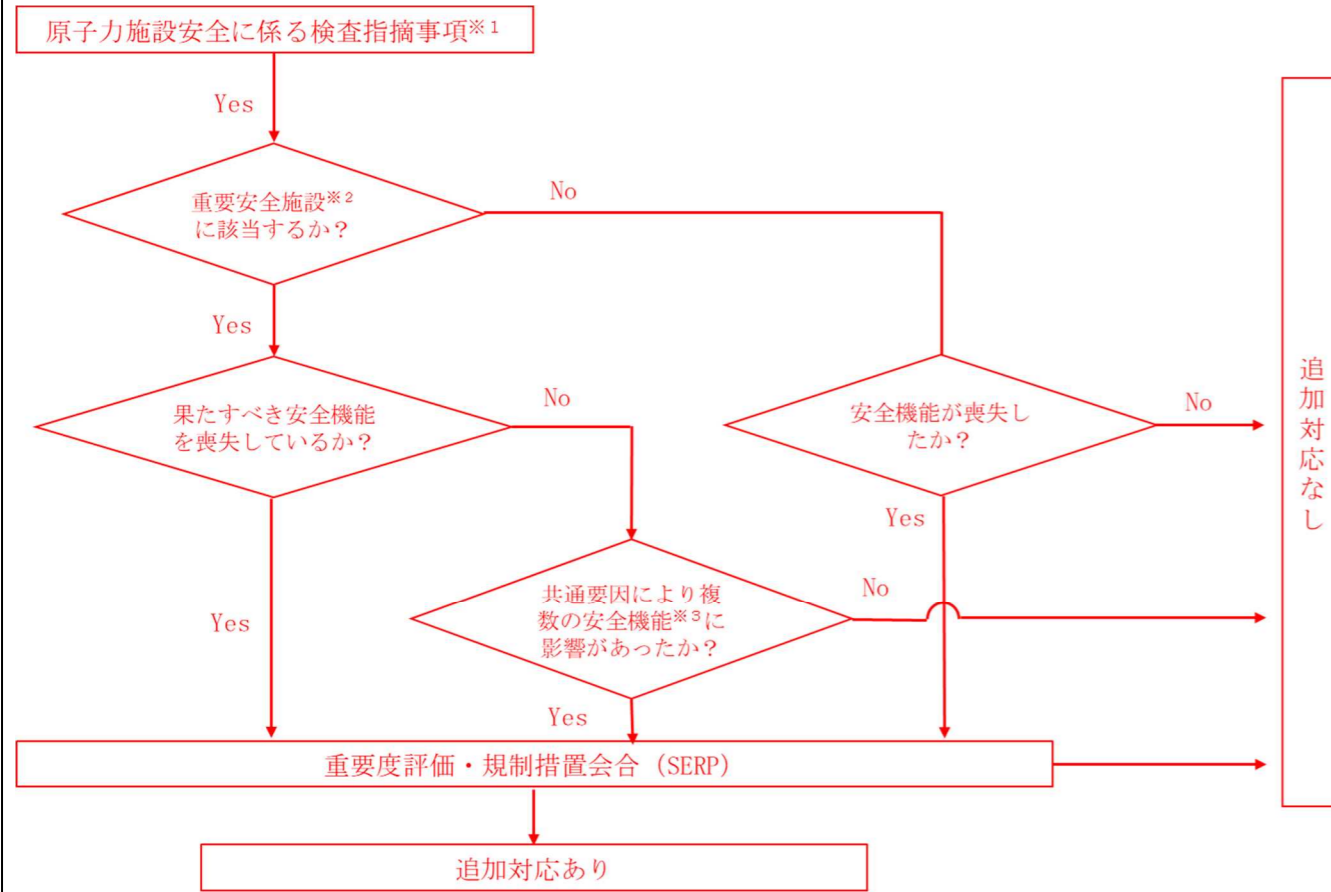 原子力施設安全に係る検査指摘事項※1
Yes
重要安全施設※2
に該当するか？
No
Yes
果たすべき安全機能
を喪失しているか？
No
安全機能が喪失し
たか？
No
追加対応なし
Yes
共通要因により複
数の安全機能※3に
影響があったか？
No
Yes
Yes
重要度評価・規制措置会合（SERP）
追加対応あり